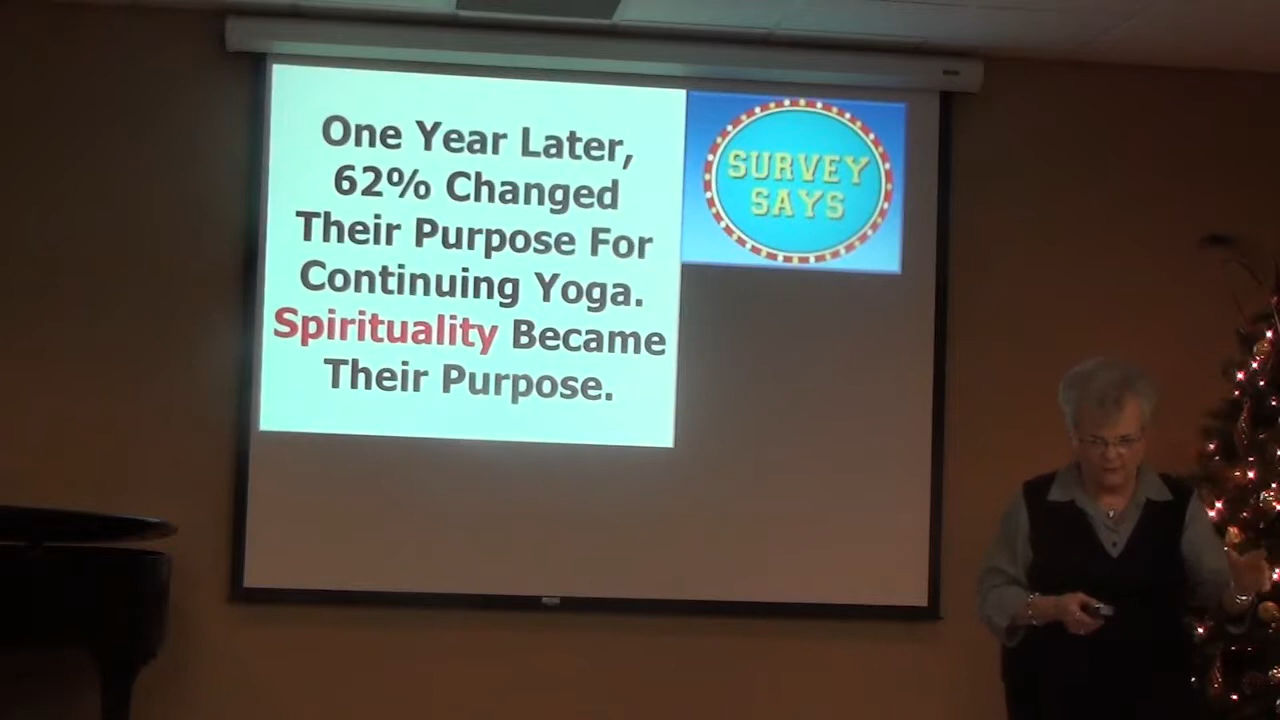 One Year Later,
62% Changed
Their Purpose For
Continuing Yoga.
Spirituality Became
Their Purpose.
SURVEY
SAYS